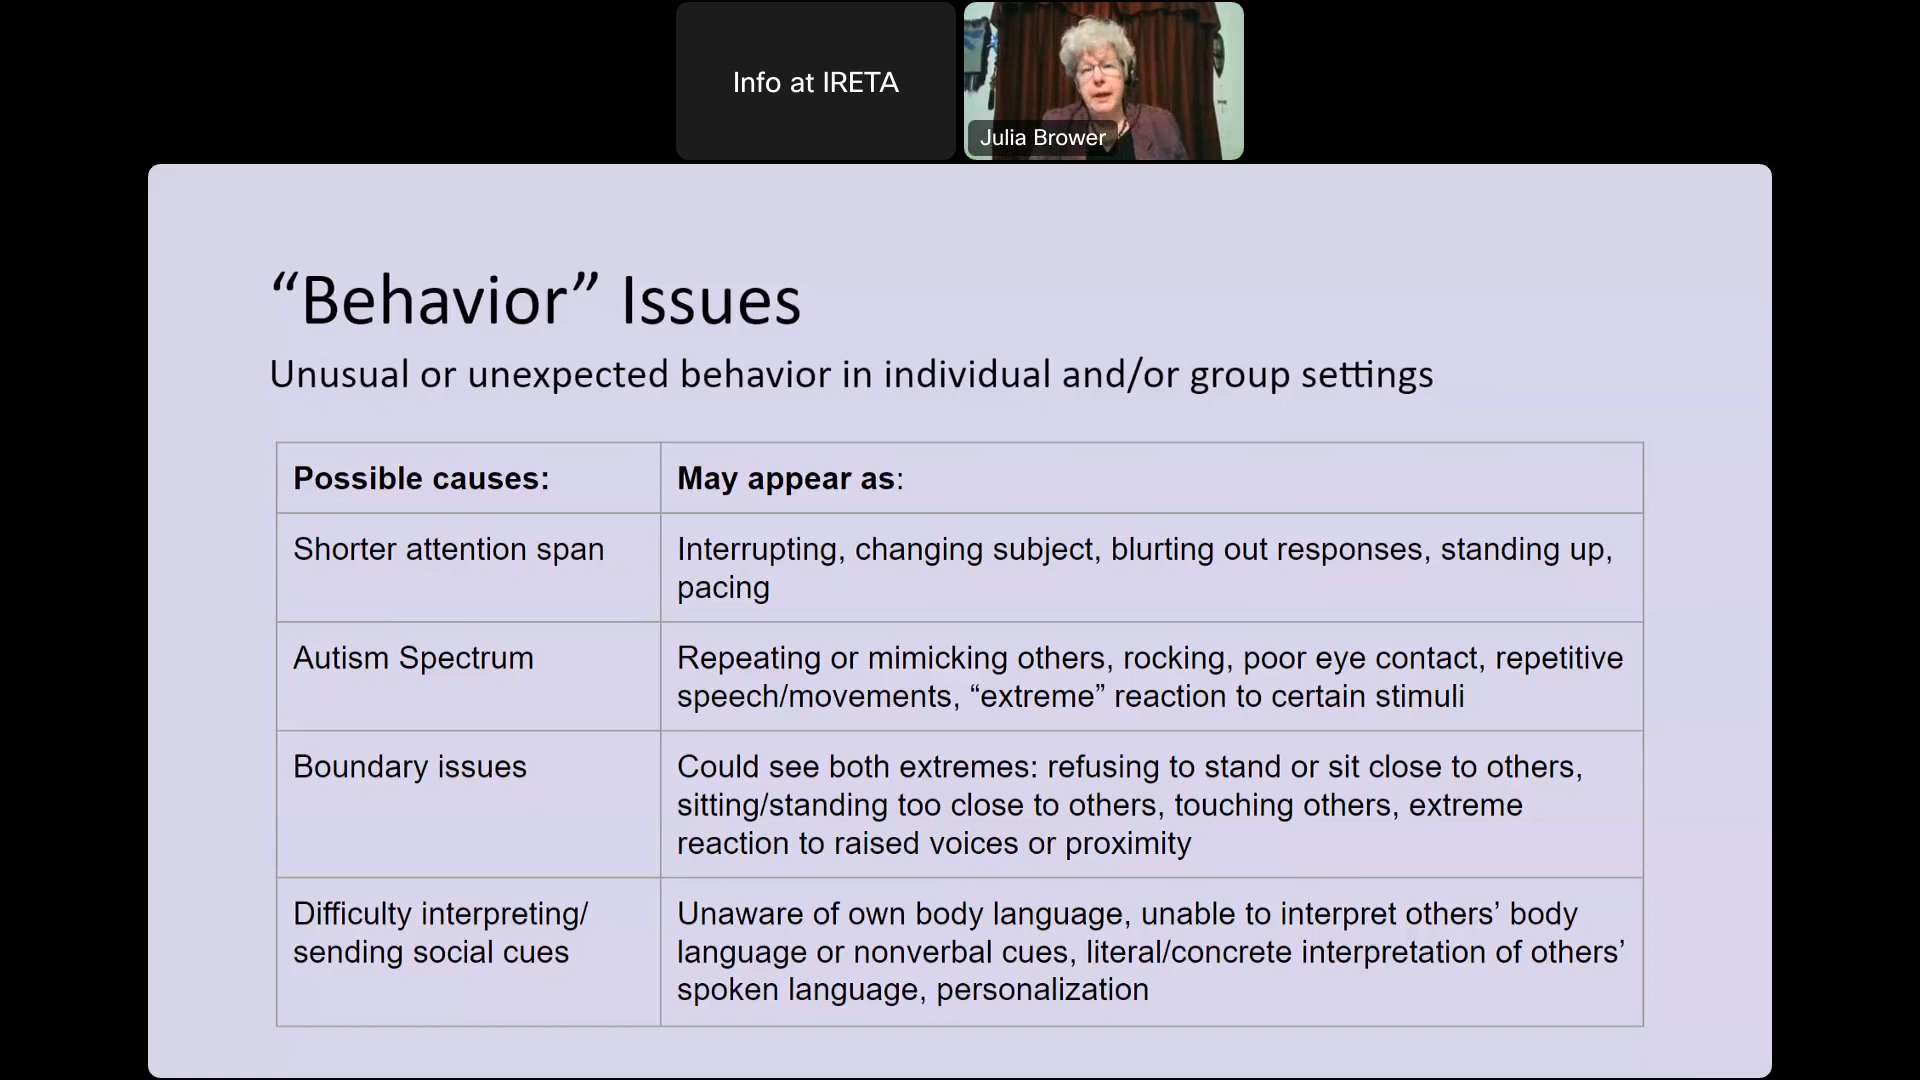 Info at IRETA
Julia Brower
“Behavior” Issues
Unusual or unexpected behavior in individual and/or group settings
Possible causes:
May appear as:
Shorter attention span
Interrupting, changing subject, blurting out responses, standing up,
pacing
Autism Spectrum
Repeating or mimicking others, rocking, poor eye contact, repetitive
speech/movements, “extreme” reaction to certain stimuli
Boundary issues
Could see both extremes: refusing to stand or sit close to others,
sitting/standing too close to others, touching others, extreme
reaction to raised voices or proximity
Difficulty interpreting/
sending social cues
Unaware of own body language, unable to interpret others’ body
language or nonverbal cues, literal/concrete interpretation of others’
spoken language, personalization